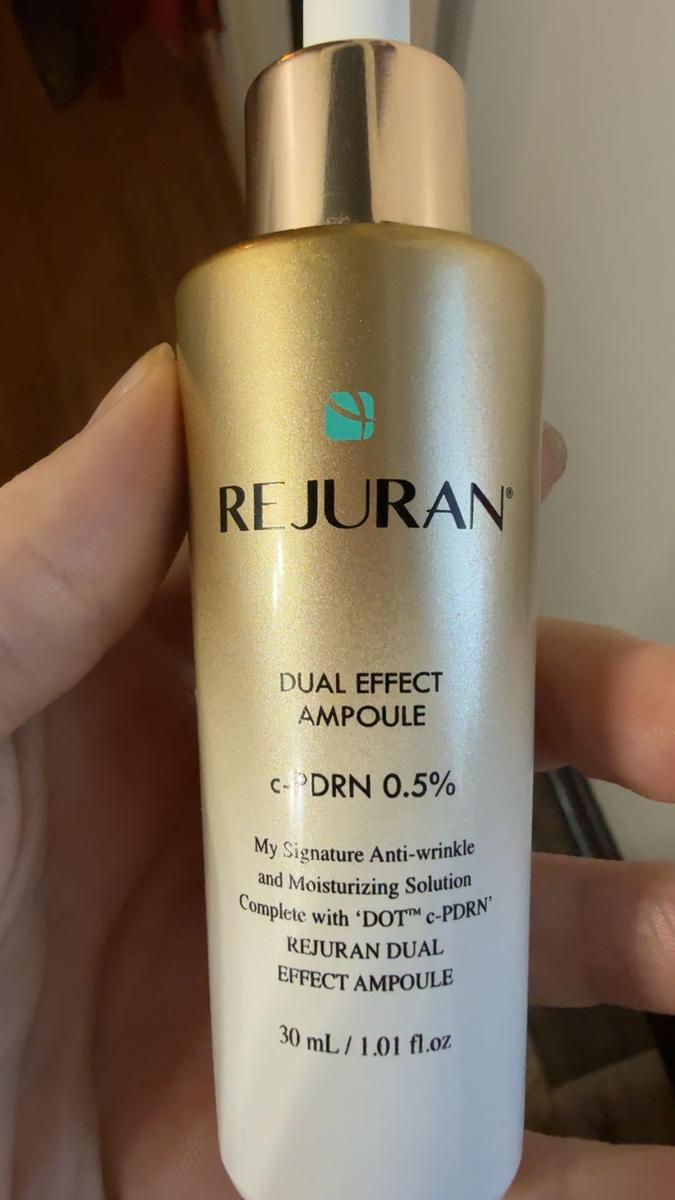 REJURAN®
DUAL EFFECT
AMPOULE
c-PDRN 0.5%
My Signature Anti-wrinkle
and Moisturizing Solution
Complete with ‘DOT™ c-PDRN’
REJURAN DUAL
EFFECT AMPOULE
30 mL / 1.01 fl.oz